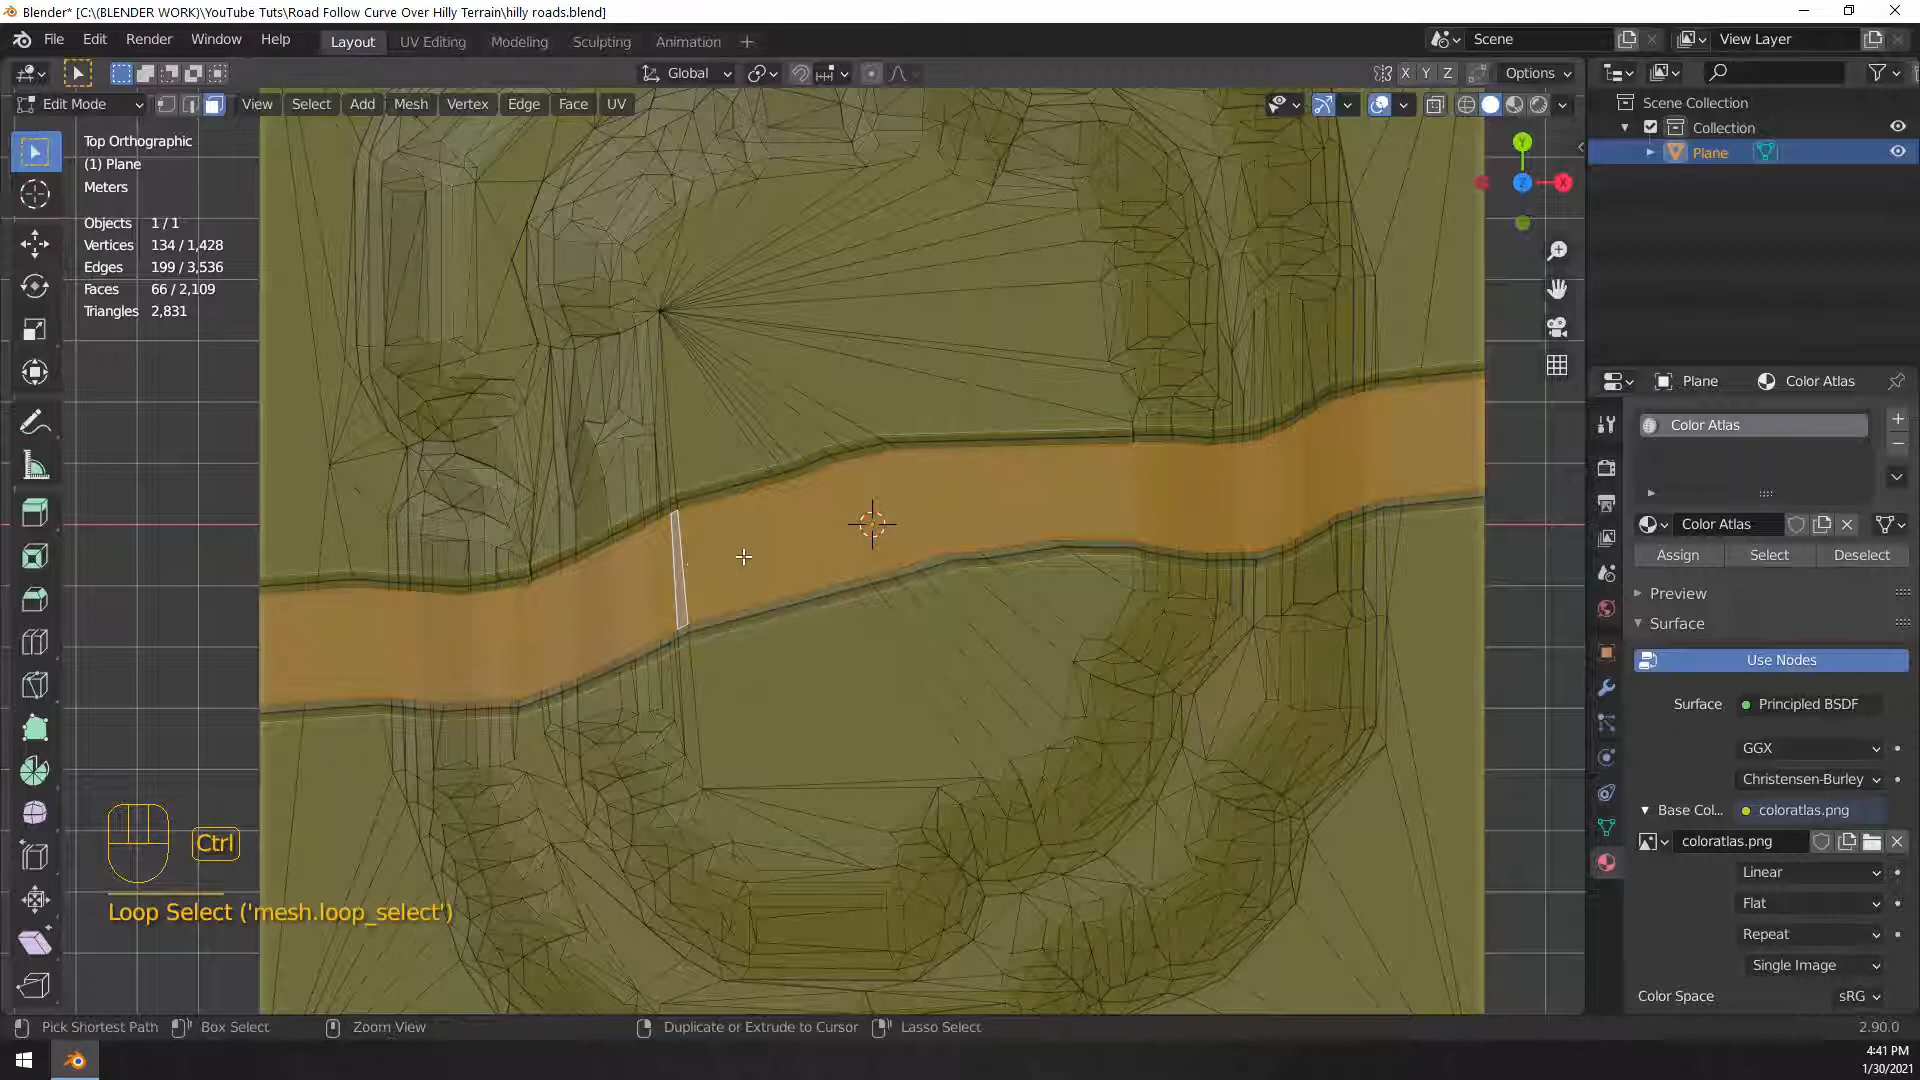 Blender* [C:\(BLENDER WORK)\YouTube Tuts\Road Follow Curve Over Hilly Terrain\hilly roads.blend]
File Edit Render Window Help Layout UV Editing Modeling Sculpting Animation + Scene View Layer
Global X Y Z Options
Edit Mode View Select Add Mesh Vertex Edge Face UV
Scene Collection
Collection
Plane
Top Orthographic
(1) Plane
Meters
Objects 1 / 1
Vertices 134 / 1,428
Edges 199 / 3,536
Faces 66 / 2,109
Triangles 2,831
Y
Z
X
Plane Color Atlas
Color Atlas
Color Atlas
Assign Select Deselect
Preview
Surface
Use Nodes
Surface Principled BSDF
GGX
Christensen-Burley
Base Col... coloratlas.png
coloratlas.png
Linear
Flat
Repeat
Single Image
Color Space sRGB
Ctrl
Loop Select ('mesh.loop_select')
Pick Shortest Path Box Select Zoom View Duplicate or Extrude to Cursor Lasso Select 2.90.0
4:41 PM
1/30/2021